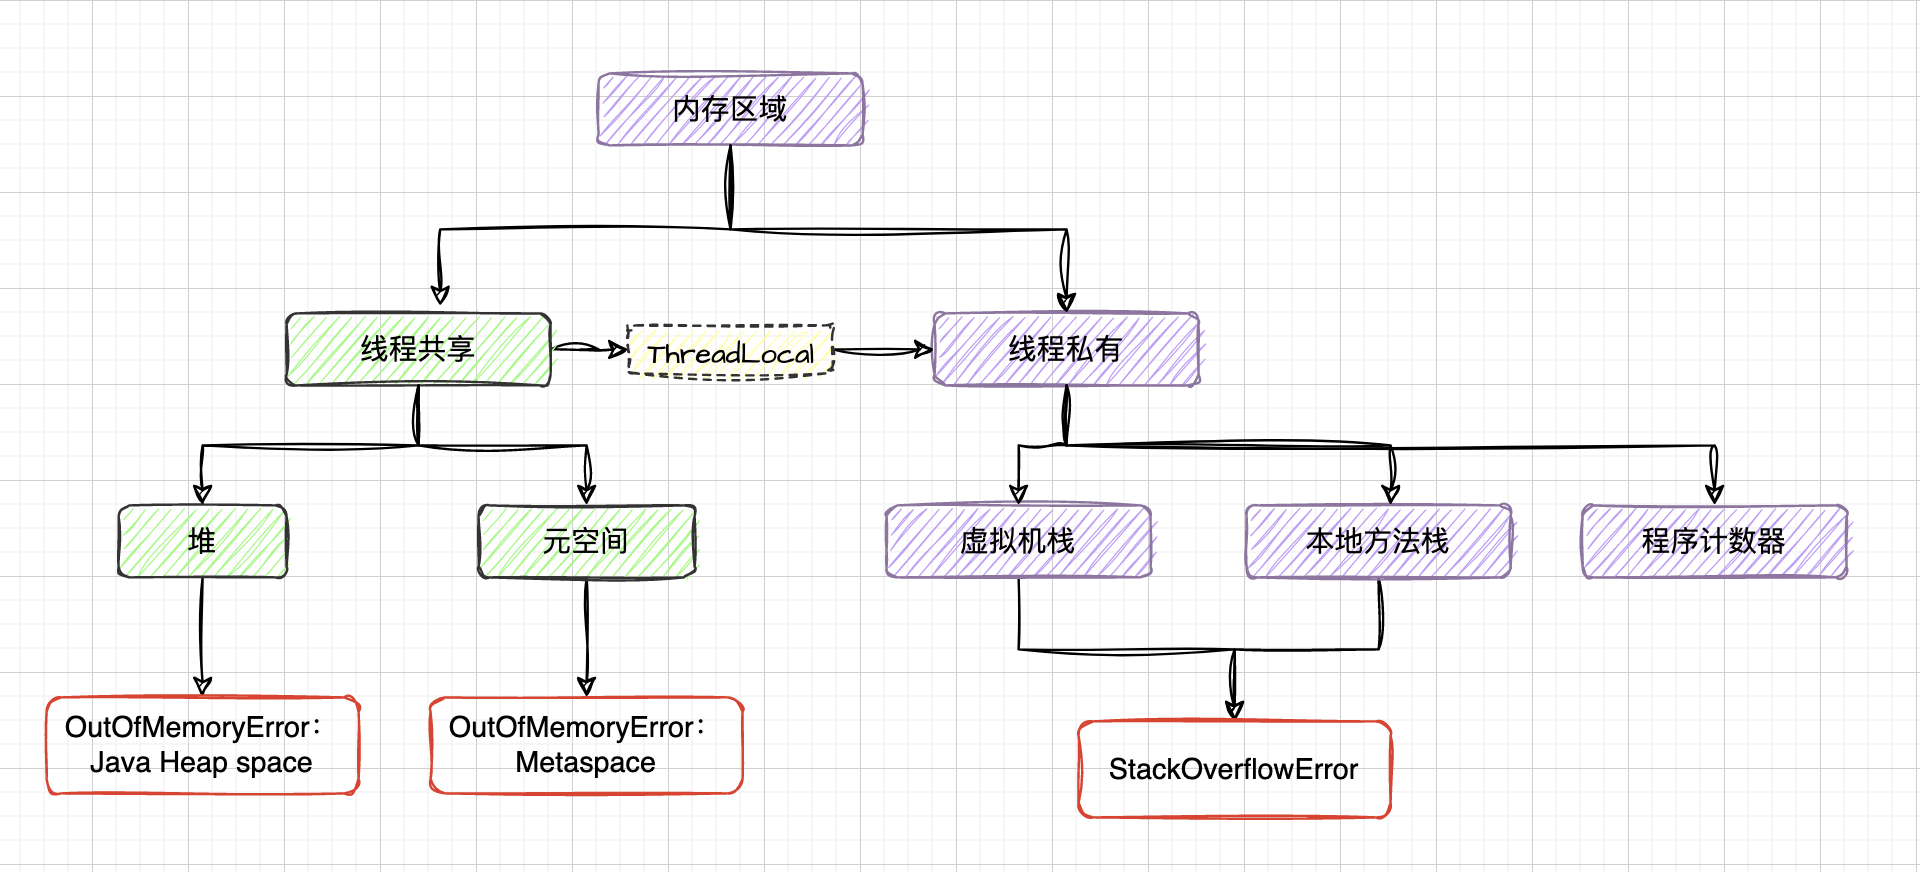 内存区域
线程共享
ThreadLocal
线程私有
堆
元空间
虚拟机栈
本地方法栈
程序计数器
OutOfMemoryError：
Java Heap space
OutOfMemoryError：
Metaspace
StackOverflowError